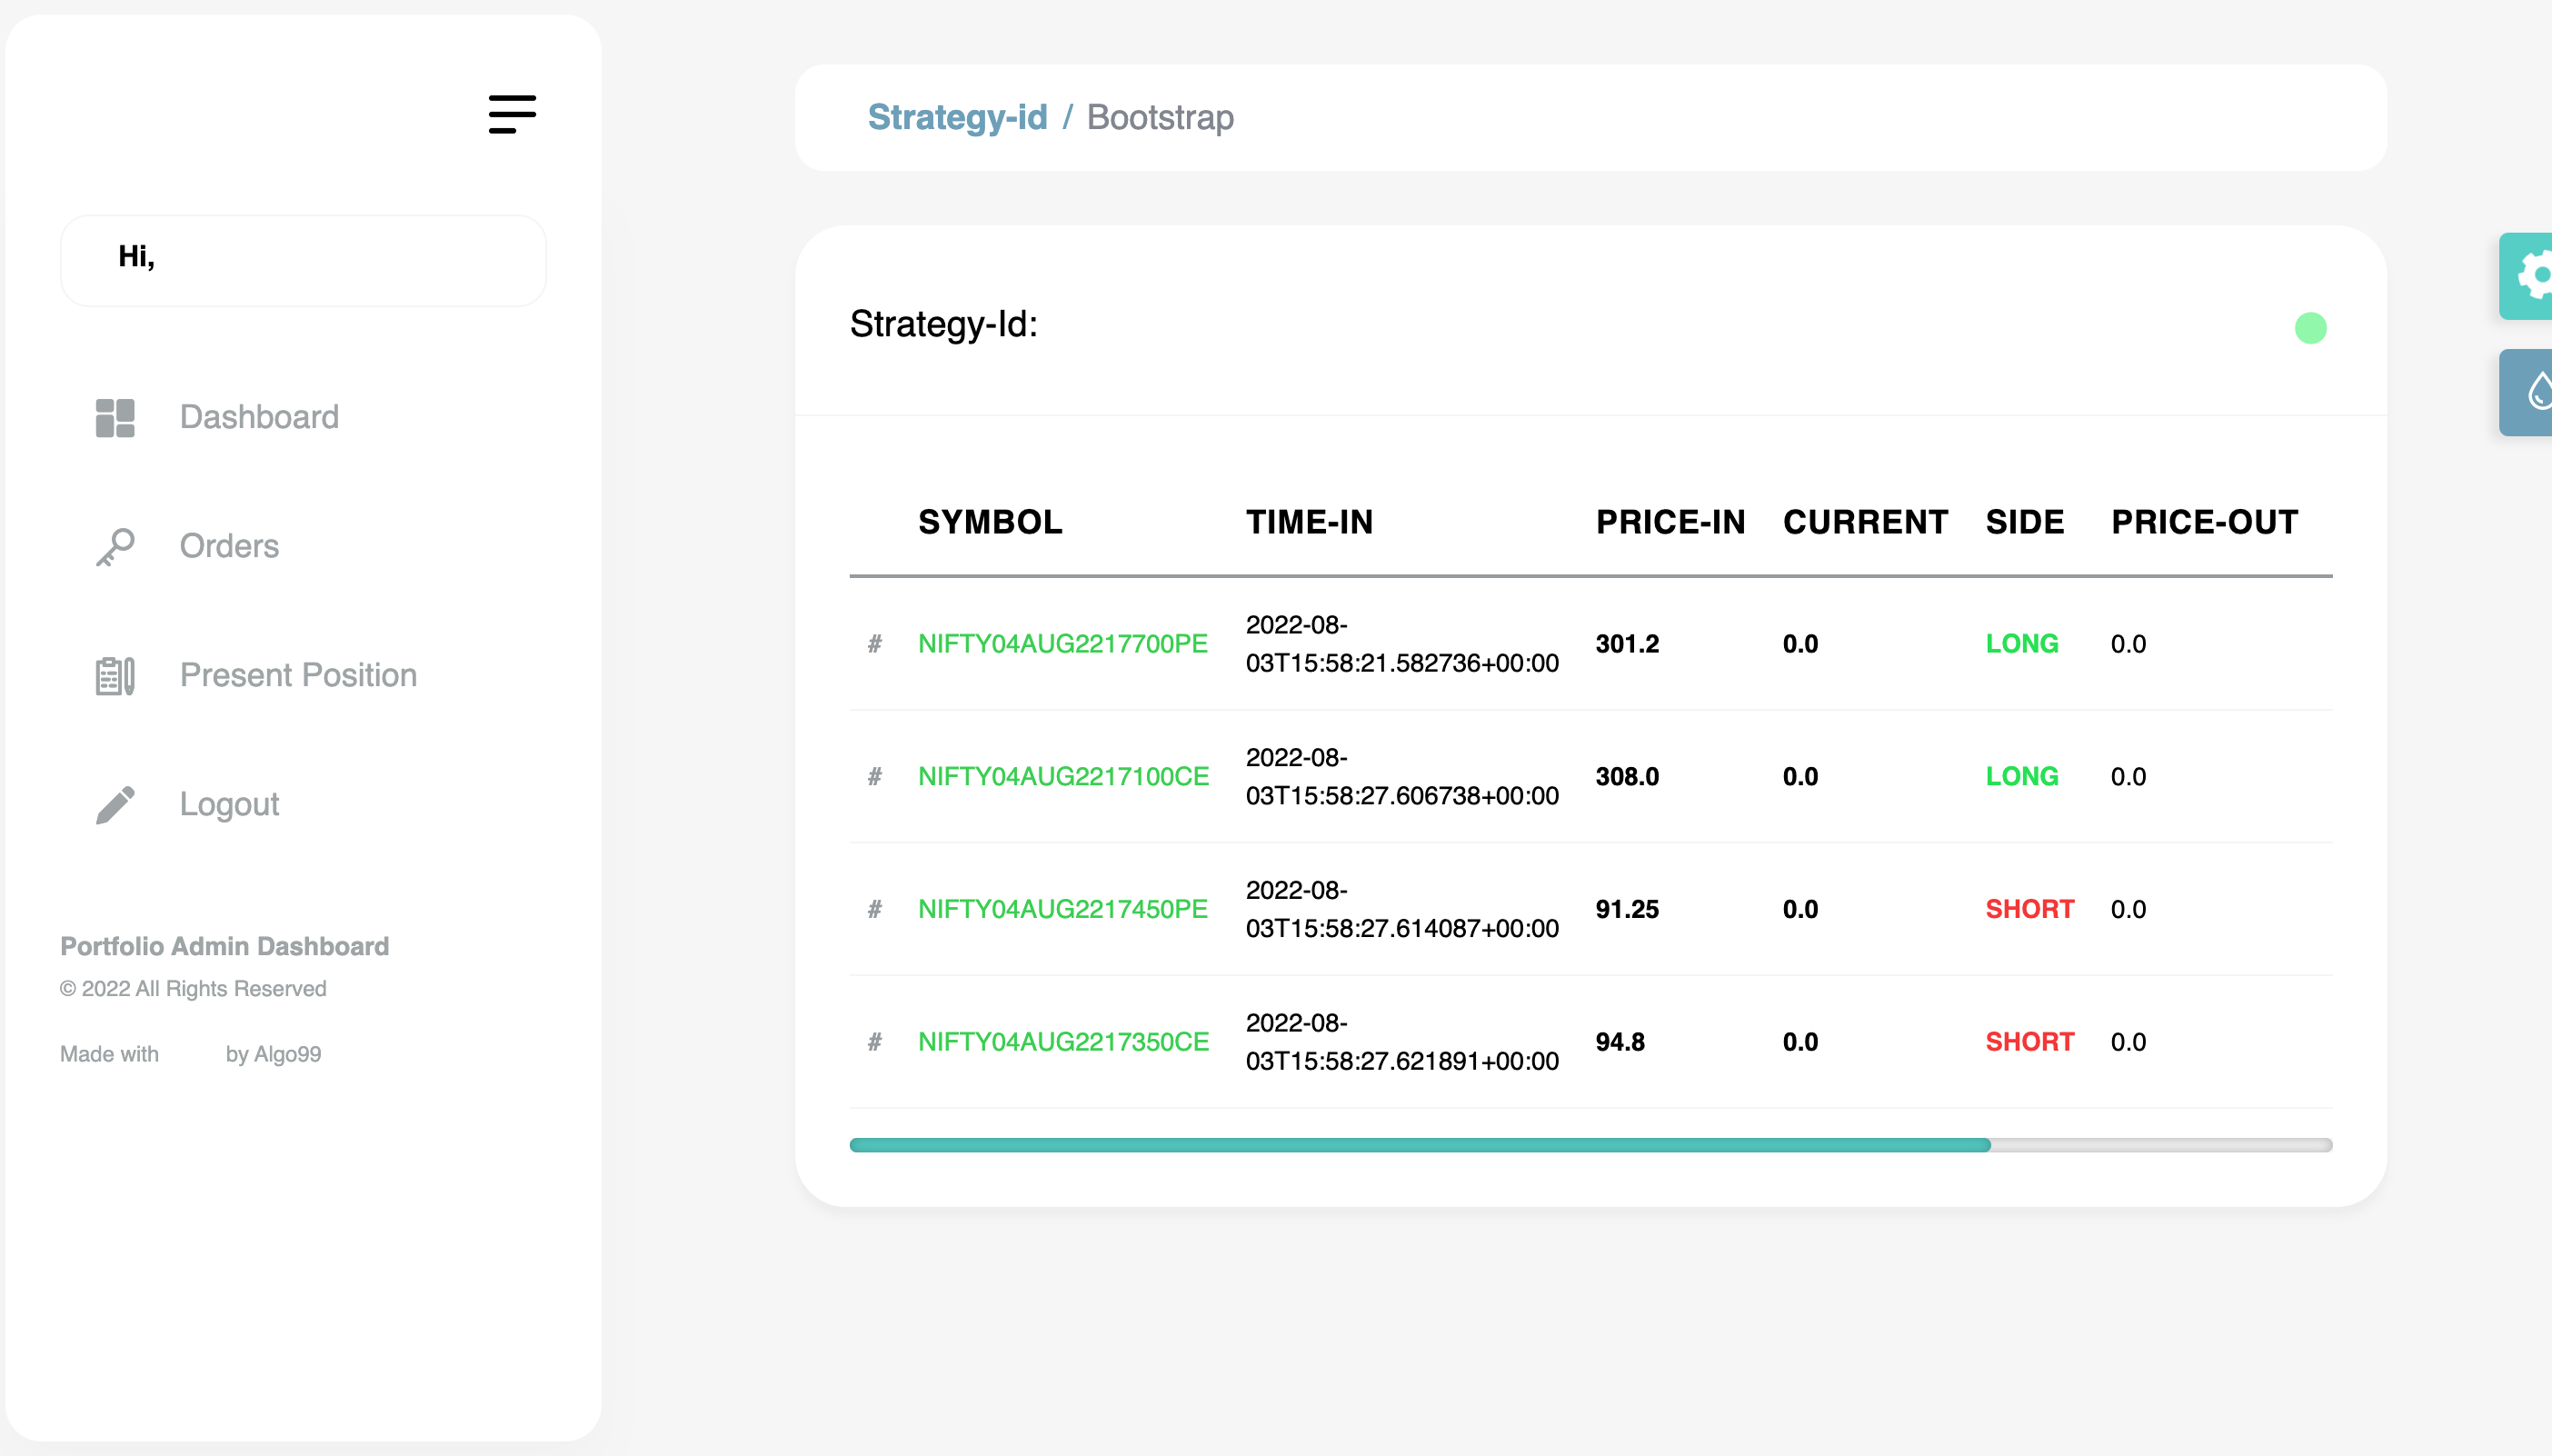 Hi,
Dashboard
Orders
Present Position
Logout
Portfolio Admin Dashboard
© 2022 All Rights Reserved
Made with by Algo99
Strategy-id / Bootstrap
Strategy-Id:
SYMBOL TIME-IN PRICE-IN CURRENT SIDE PRICE-OUT
# NIFTY04AUG2217700PE 2022-08-
03T15:58:21.582736+00:00 301.2 0.0 LONG 0.0
# NIFTY04AUG2217100CE 2022-08-
03T15:58:27.606738+00:00 308.0 0.0 LONG 0.0
# NIFTY04AUG2217450PE 2022-08-
03T15:58:27.614087+00:00 91.25 0.0 SHORT 0.0
# NIFTY04AUG2217350CE 2022-08-
03T15:58:27.621891+00:00 94.8 0.0 SHORT 0.0